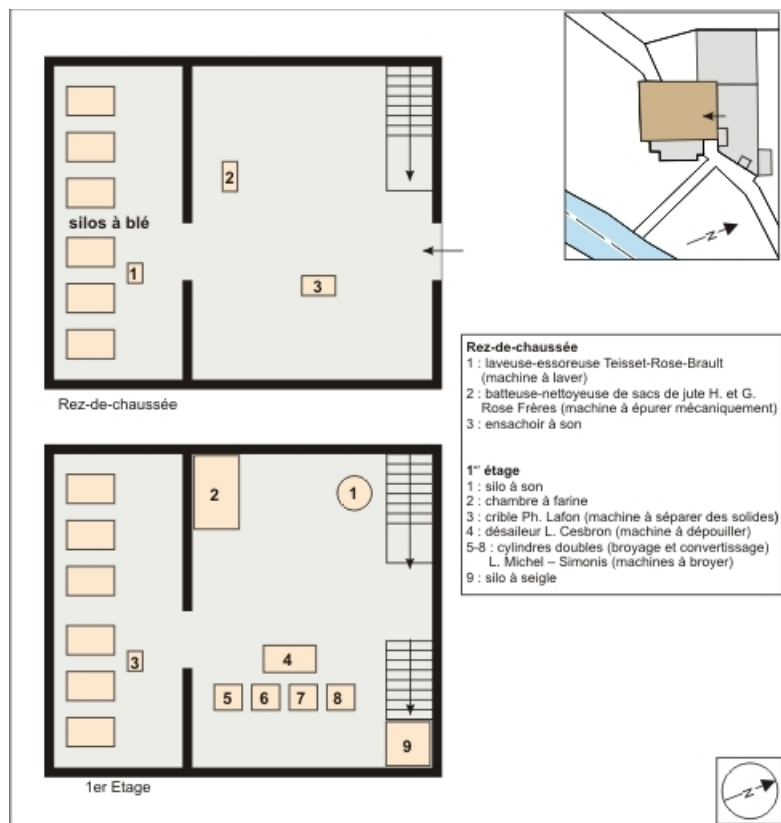 2
silos à blé
1
3
Rez-de-chaussée
N
Rez-de-chaussée
1 : laveuse-essoreuse Teisset-Rose-Brault
(machine à laver)
2 : batteuse-nettoyeuse de sacs de jute H. et G.
Rose Frères (machine à épurer mécaniquement)
3 : ensachoir à son
1er étage
1 : silo à son
2 : chambre à farine
3 : crible Ph. Lafon (machine à séparer des solides)
4 : désaileur L. Cesbron (machine à dépouiller)
5-8 : cylindres doubles (broyage et convertissage)
L. Michel – Simonis (machines à broyer)
9 : silo à seigle
2
1
3
4
5 6 7 8
9
1er Etage
N